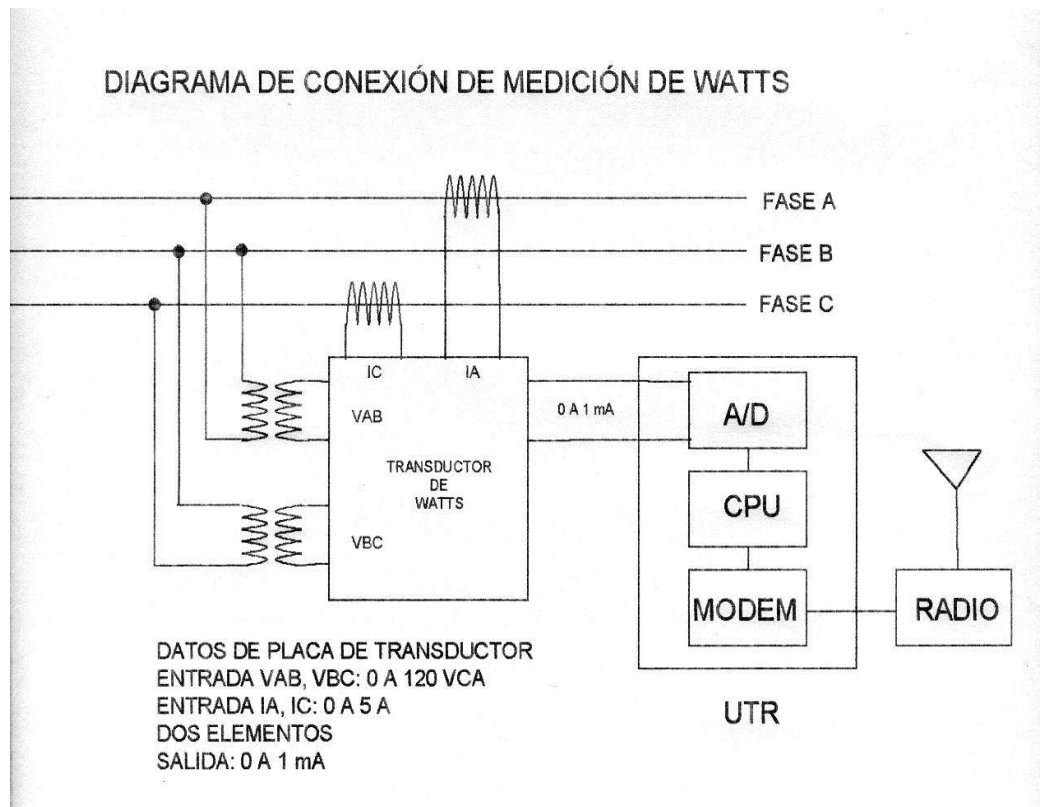 DIAGRAMA DE CONEXIÓN DE MEDICIÓN DE WATTS
FASE A
FASE B
FASE C
IC
IA
VAB
TRANSDUCTOR
DE
WATTS
VBC
0 A 1 mA
A/D
CPU
MODEM
RADIO
UTR
DATOS DE PLACA DE TRANSDUCTOR
ENTRADA VAB, VBC: 0 A 120 VCA
ENTRADA IA, IC: 0 A 5 A
DOS ELEMENTOS
SALIDA: 0 A 1 mA